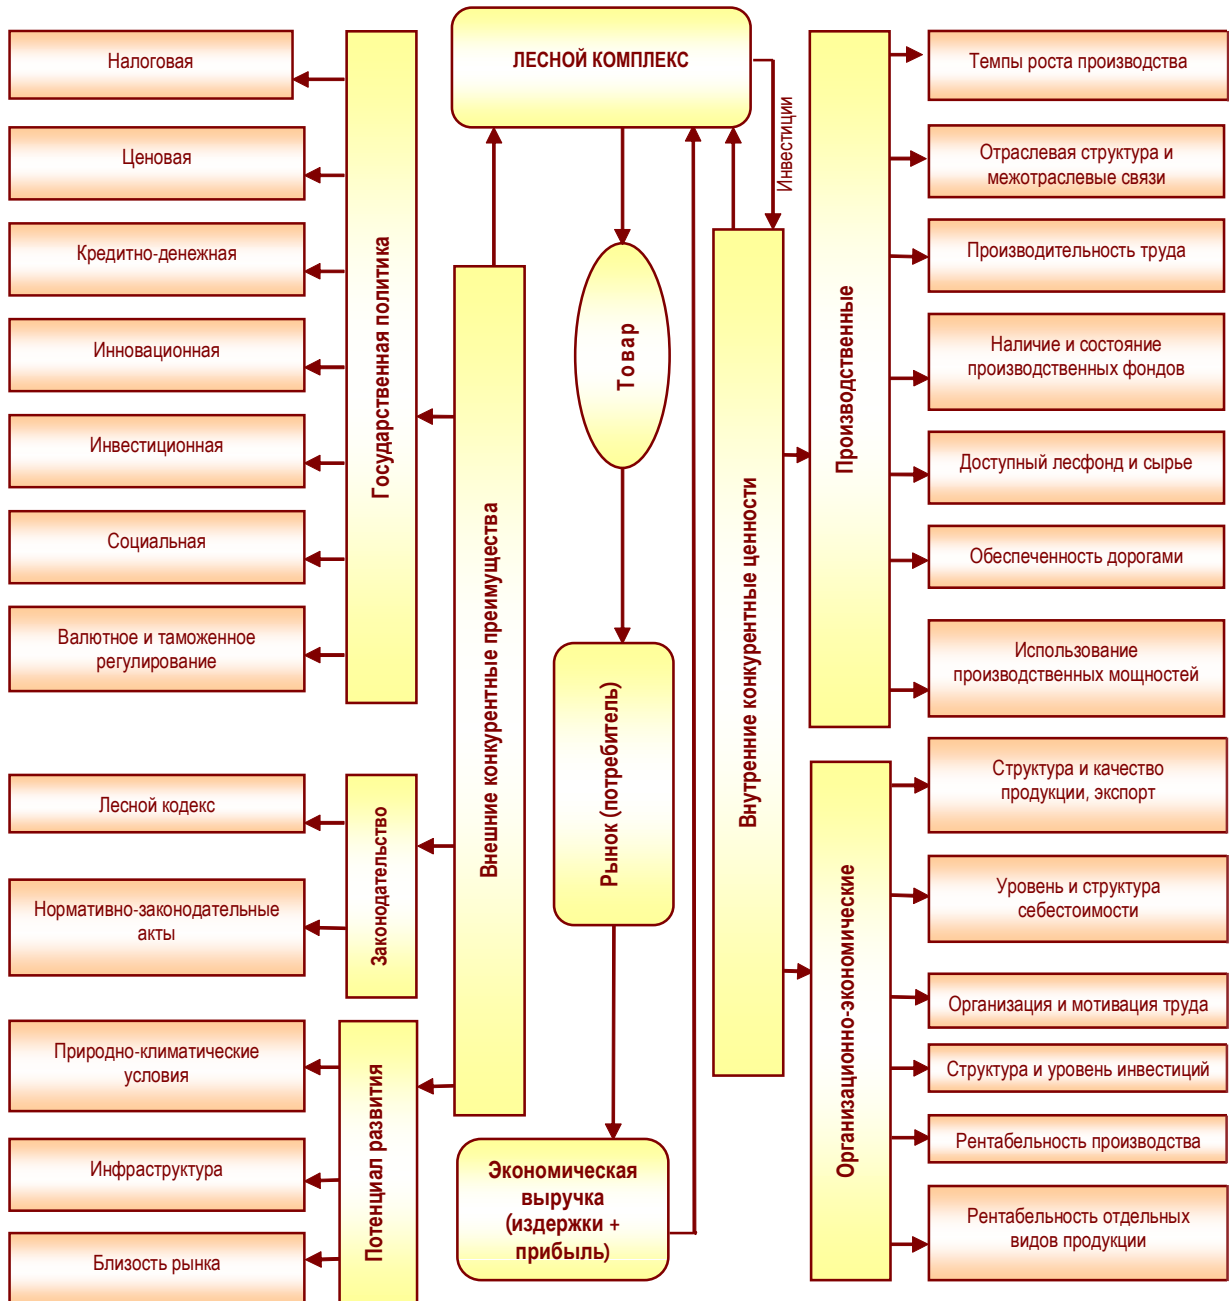 ЛЕСНОЙ КОМПЛЕКС
Инвестиции
Товар
Рынок (потребитель)
Экономическая
выручка
(издержки +
прибыль)
Внешние конкурентные преимущества
Государственная политика
Налоговая
Ценовая
Кредитно-денежная
Инновационная
Инвестиционная
Социальная
Валютное и таможенное
регулирование
Законодательство
Лесной кодекс
Нормативно-законодательные
акты
Потенциал развития
Природно-климатические
условия
Инфраструктура
Близость рынка
Внутренние конкурентные ценности
Производственные
Темпы роста производства
Отраслевая структура и
межотраслевые связи
Производительность труда
Наличие и состояние
производственных фондов
Доступный лесфонд и сырье
Обеспеченность дорогами
Использование
производственных мощностей
Организационно-экономические
Структура и качество
продукции, экспорт
Уровень и структура
себестоимости
Организация и мотивация труда
Структура и уровень инвестиций
Рентабельность производства
Рентабельность отдельных
видов продукции